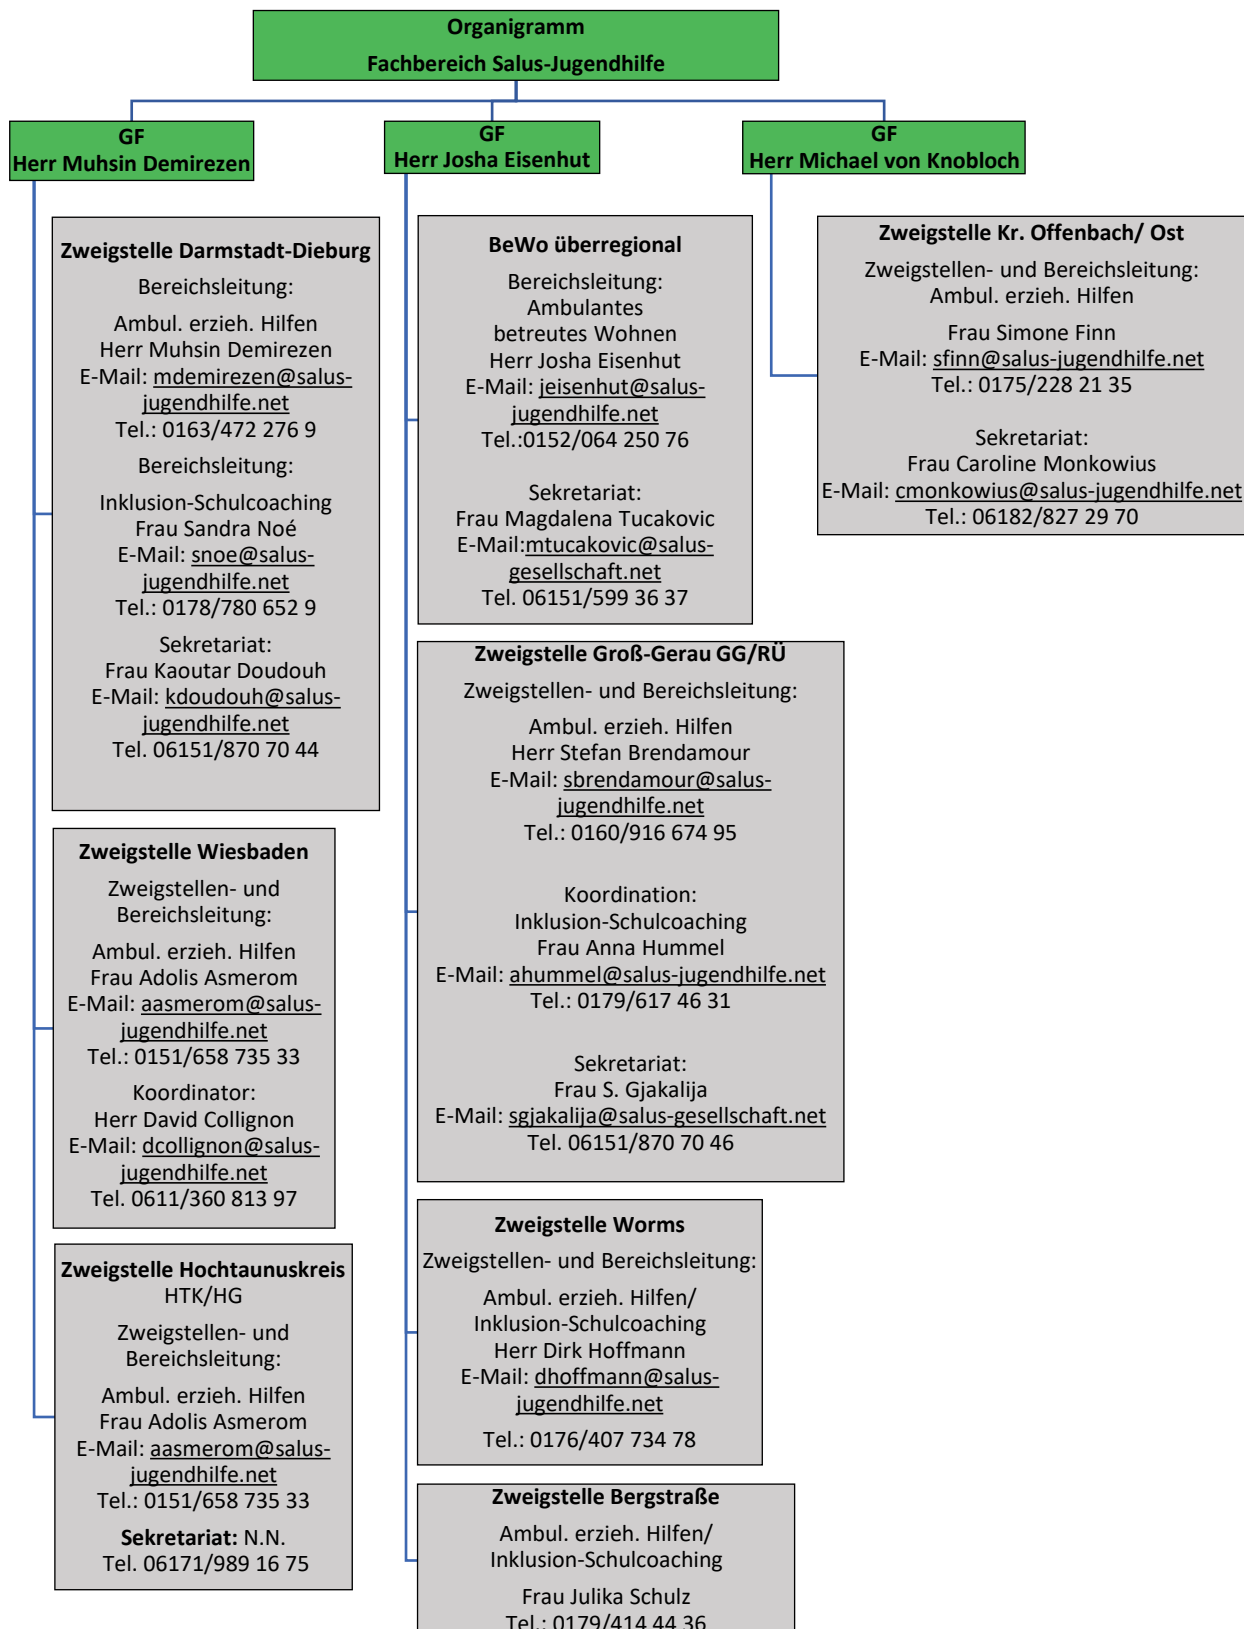 Organigramm
Fachbereich Salus-Jugendhilfe
GF
Herr Muhsin Demirezen
GF
Herr Josha Eisenhut
GF
Herr Michael von Knobloch
Zweigstelle Darmstadt-Dieburg
Bereichsleitung:
Ambul. erzieh. Hilfen
Herr Muhsin Demirezen
E-Mail: mdemirezen@salus-
jugendhilfe.net
Tel.: 0163/472 276 9
Bereichsleitung:
Inklusion-Schulcoaching
Frau Sandra Noé
E-Mail: snoe@salus-
jugendhilfe.net
Tel.: 0178/780 652 9
Sekretariat:
Frau Kaoutar Doudouh
E-Mail: kdoudouh@salus-
jugendhilfe.net
Tel. 06151/870 70 44
Zweigstelle Wiesbaden
Zweigstellen- und
Bereichsleitung:
Ambul. erzieh. Hilfen
Frau Adolis Asmerom
E-Mail: aasmerom@salus-
jugendhilfe.net
Tel.: 0151/658 735 33
Koordinator:
Herr David Collignon
E-Mail: dcollignon@salus-
jugendhilfe.net
Tel. 0611/360 813 97
Zweigstelle Hochtaunuskreis
HTK/HG
Zweigstellen- und
Bereichsleitung:
Ambul. erzieh. Hilfen
Frau Adolis Asmerom
E-Mail: aasmerom@salus-
jugendhilfe.net
Tel.: 0151/658 735 33
Sekretariat: N.N.
Tel. 06171/989 16 75
BeWo überregional
Bereichsleitung:
Ambulantes
betreutes Wohnen
Herr Josha Eisenhut
E-Mail: jeisenhut@salus-
jugendhilfe.net
Tel.:0152/064 250 76
Sekretariat:
Frau Magdalena Tucakovic
E-Mail:mtucakovic@salus-
gesellschaft.net
Tel. 06151/599 36 37
Zweigstelle Groß-Gerau GG/RÜ
Zweigstellen- und Bereichsleitung:
Ambul. erzieh. Hilfen
Herr Stefan Brendamour
E-Mail: sbrendamour@salus-
jugendhilfe.net
Tel.: 0160/916 674 95
Koordination:
Inklusion-Schulcoaching
Frau Anna Hummel
E-Mail: ahummel@salus-jugendhilfe.net
Tel.: 0179/617 46 31
Sekretariat:
Frau S. Gjakalija
E-Mail: sgjakalija@salus-gesellschaft.net
Tel. 06151/870 70 46
Zweigstelle Worms
Zweigstellen- und Bereichsleitung:
Ambul. erzieh. Hilfen/
Inklusion-Schulcoaching
Herr Dirk Hoffmann
E-Mail: dhoffmann@salus-
jugendhilfe.net
Tel.: 0176/407 734 78
Zweigstelle Bergstraße
Ambul. erzieh. Hilfen/
Inklusion-Schulcoaching
Frau Julika Schulz
Tel.: 0179/414 44 36
Zweigstelle Kr. Offenbach/ Ost
Zweigstellen- und Bereichsleitung:
Ambul. erzieh. Hilfen
Frau Simone Finn
E-Mail: sfinn@salus-jugendhilfe.net
Tel.: 0175/228 21 35
Sekretariat:
Frau Caroline Monkowius
E-Mail: cmonkowius@salus-jugendhilfe.net
Tel.: 06182/827 29 70